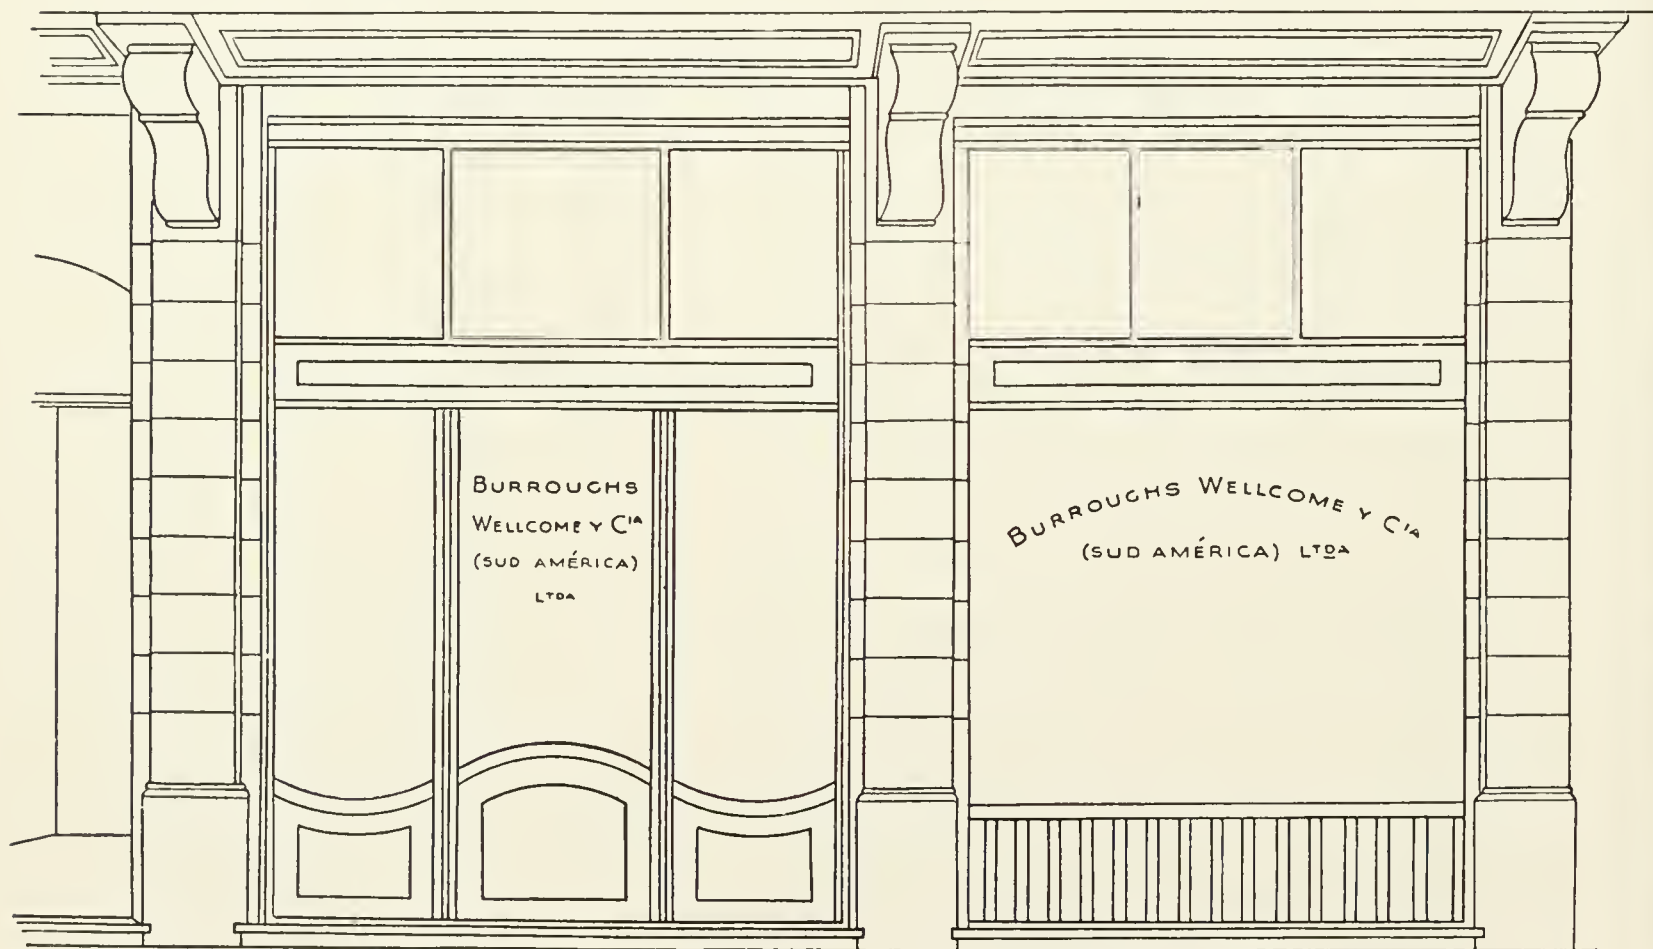 BURROUGHS
WELLCOME Y CIA
(SUD AMÉRICA)
LTDA
BURROUGHS WELLCOME Y CIA
(SUD AMÉRICA) LTDA